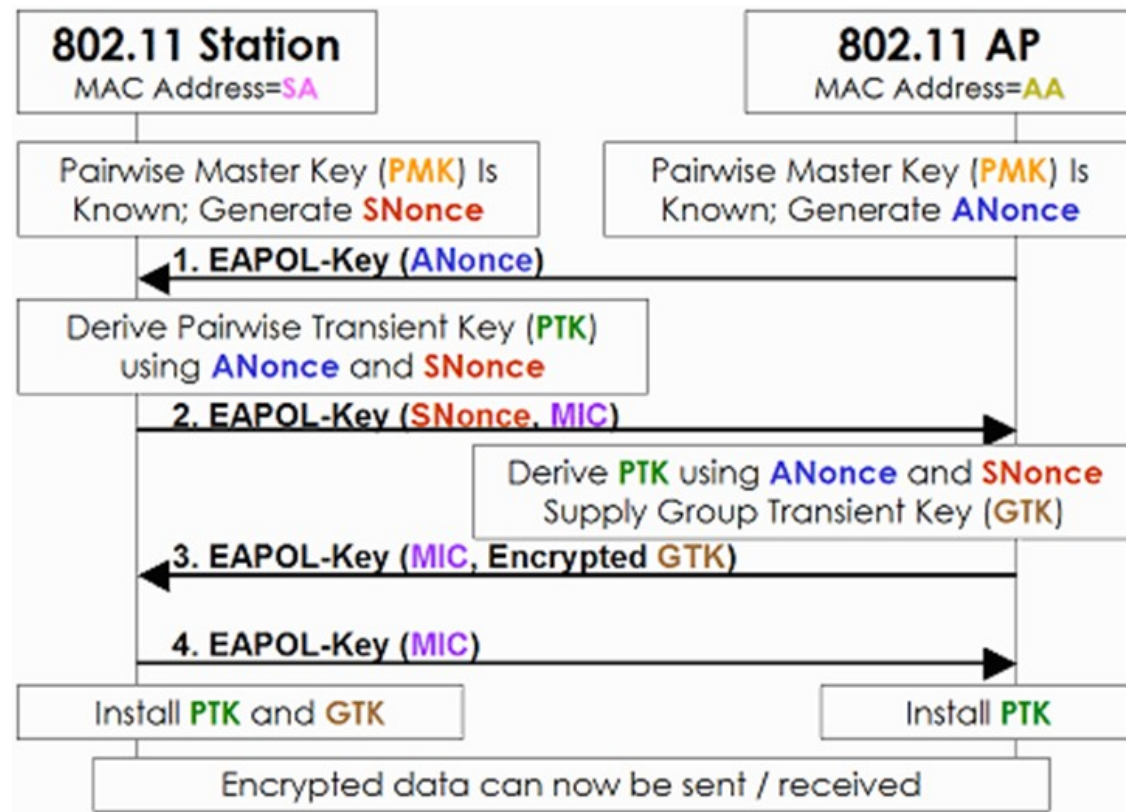 802.11 Station
MAC Address=SA
802.11 AP
MAC Address=AA
Pairwise Master Key (PMK) Is
Known; Generate SNonce
Pairwise Master Key (PMK) Is
Known; Generate ANonce
1. EAPOL-Key (ANonce)
Derive Pairwise Transient Key (PTK)
using ANonce and SNonce
2. EAPOL-Key (SNonce, MIC)
Derive PTK using ANonce and SNonce
Supply Group Transient Key (GTK)
3. EAPOL-Key (MIC, Encrypted GTK)
4. EAPOL-Key (MIC)
Install PTK and GTK
Install PTK
Encrypted data can now be sent / received